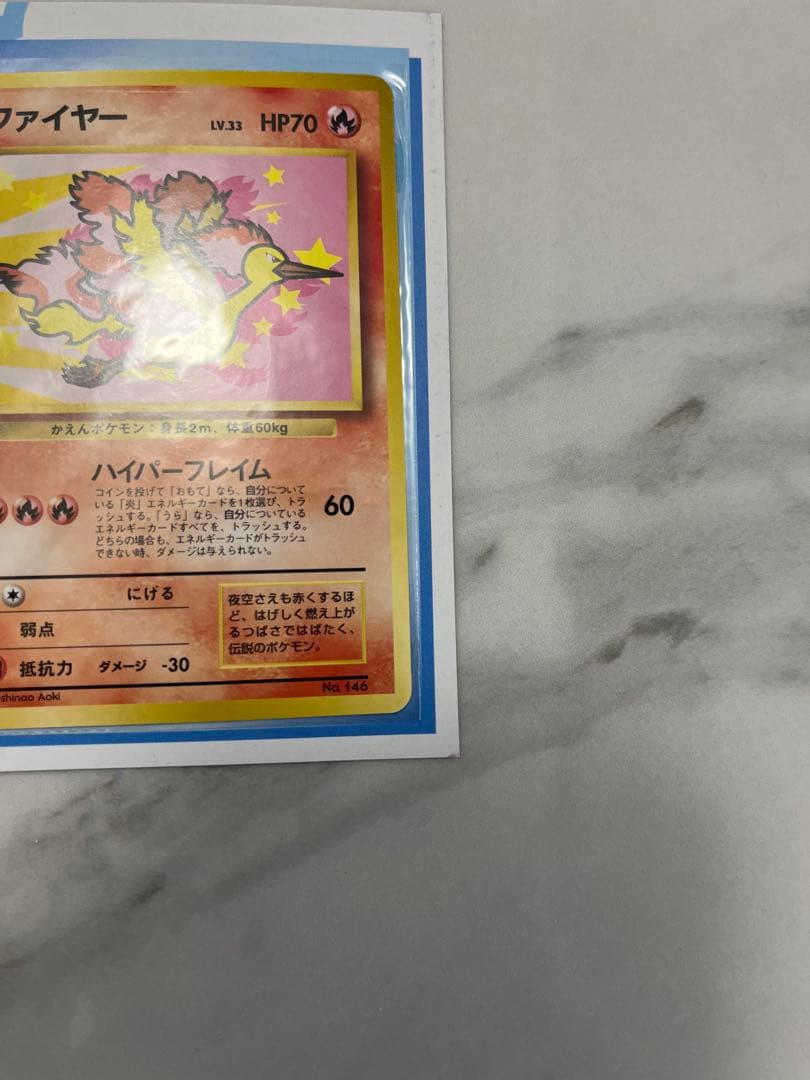 ファイヤー LV.33 HP70
かえんポケモン：身長2m、体重60kg
ハイパーフレイム
コインを投げて「おもて」なら、自分について
いる「炎」エネルギーカードを1枚選び、トラ
ッシュする。「うら」なら、自分についている
エネルギーカードすべてを、トラッシュする。
どちらの場合も、エネルギーカードがトラッシュ
できない時、ダメージは与えられない。
60
にげる
弱点
抵抗力 ダメージ -30
夜空さえも赤くするほ
ど、はげしく燃え上が
るつばさではばたく、
伝説のポケモン。
shinao Aoki
No. 146